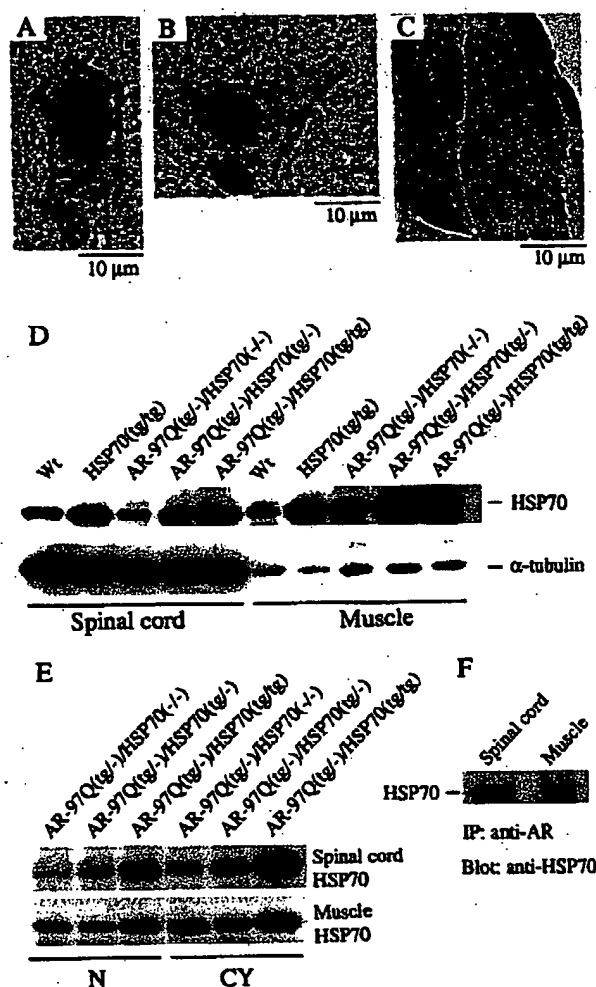 A B C
10 µm 10 µm 10 µm
D
Wt HSP70(tg/tg) AR-97Q(tg/-)/HSP70(-/-) AR-97Q(tg/-)/HSP70(tg/-) AR-97Q(tg/-)/HSP70(tg/tg) Wt HSP70(tg/tg) AR-97Q(tg/-)/HSP70(-/-) AR-97Q(tg/-)/HSP70(tg/-) AR-97Q(tg/-)/HSP70(tg/tg)
– HSP70
– α-tubulin
Spinal cord Muscle
E
AR-97Q(tg/-)/HSP70(-/-) AR-97Q(tg/-)/HSP70(tg/-) AR-97Q(tg/-)/HSP70(tg/tg) AR-97Q(tg/-)/HSP70(-/-) AR-97Q(tg/-)/HSP70(tg/-) AR-97Q(tg/-)/HSP70(tg/tg)
Spinal cord
HSP70
Muscle
HSP70
N CY
F
Spinal cord Muscle
HSP70 –
IP: anti-AR
Blot: anti-HSP70